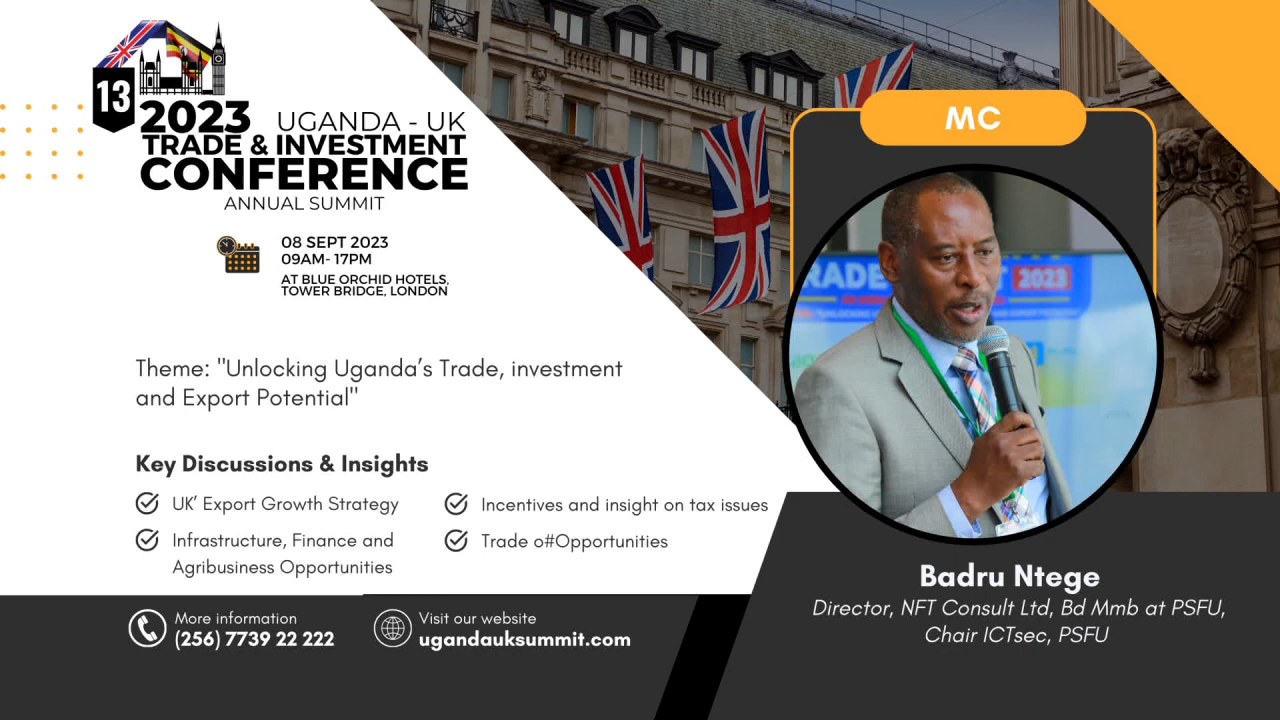 13
2023 UGANDA - UK
TRADE & INVESTMENT
CONFERENCE
ANNUAL SUMMIT
08 SEPT 2023
09AM- 17PM
AT BLUE ORCHID HOTELS,
TOWER BRIDGE, LONDON
Theme: "Unlocking Uganda’s Trade, investment
and Export Potential"
Key Discussions & Insights
UK’ Export Growth Strategy
Incentives and insight on tax issues
Infrastructure, Finance and
Agribusiness Opportunities
Trade o#Opportunities
More information
(256) 7739 22 222
Visit our website
ugandauksummit.com
MC
2023
Badru Ntege
Director, NFT Consult Ltd, Bd Mmb at PSFU,
Chair ICTsec, PSFU